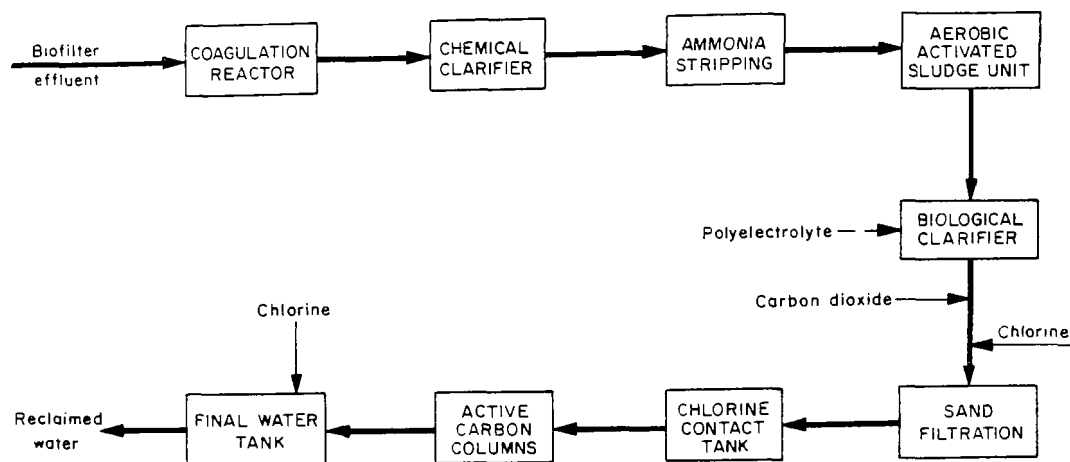 Biofilter
effluent
COAGULATION
REACTOR
CHEMICAL
CLARIFIER
AMMONIA
STRIPPING
AEROBIC
ACTIVATED
SLUDGE UNIT
Polyelectrolyte
BIOLOGICAL
CLARIFIER
Carbon dioxide
Chlorine
Chlorine
Reclaimed
water
FINAL WATER
TANK
ACTIVE
CARBON
COLUMNS
CHLORINE
CONTACT
TANK
SAND
FILTRATION